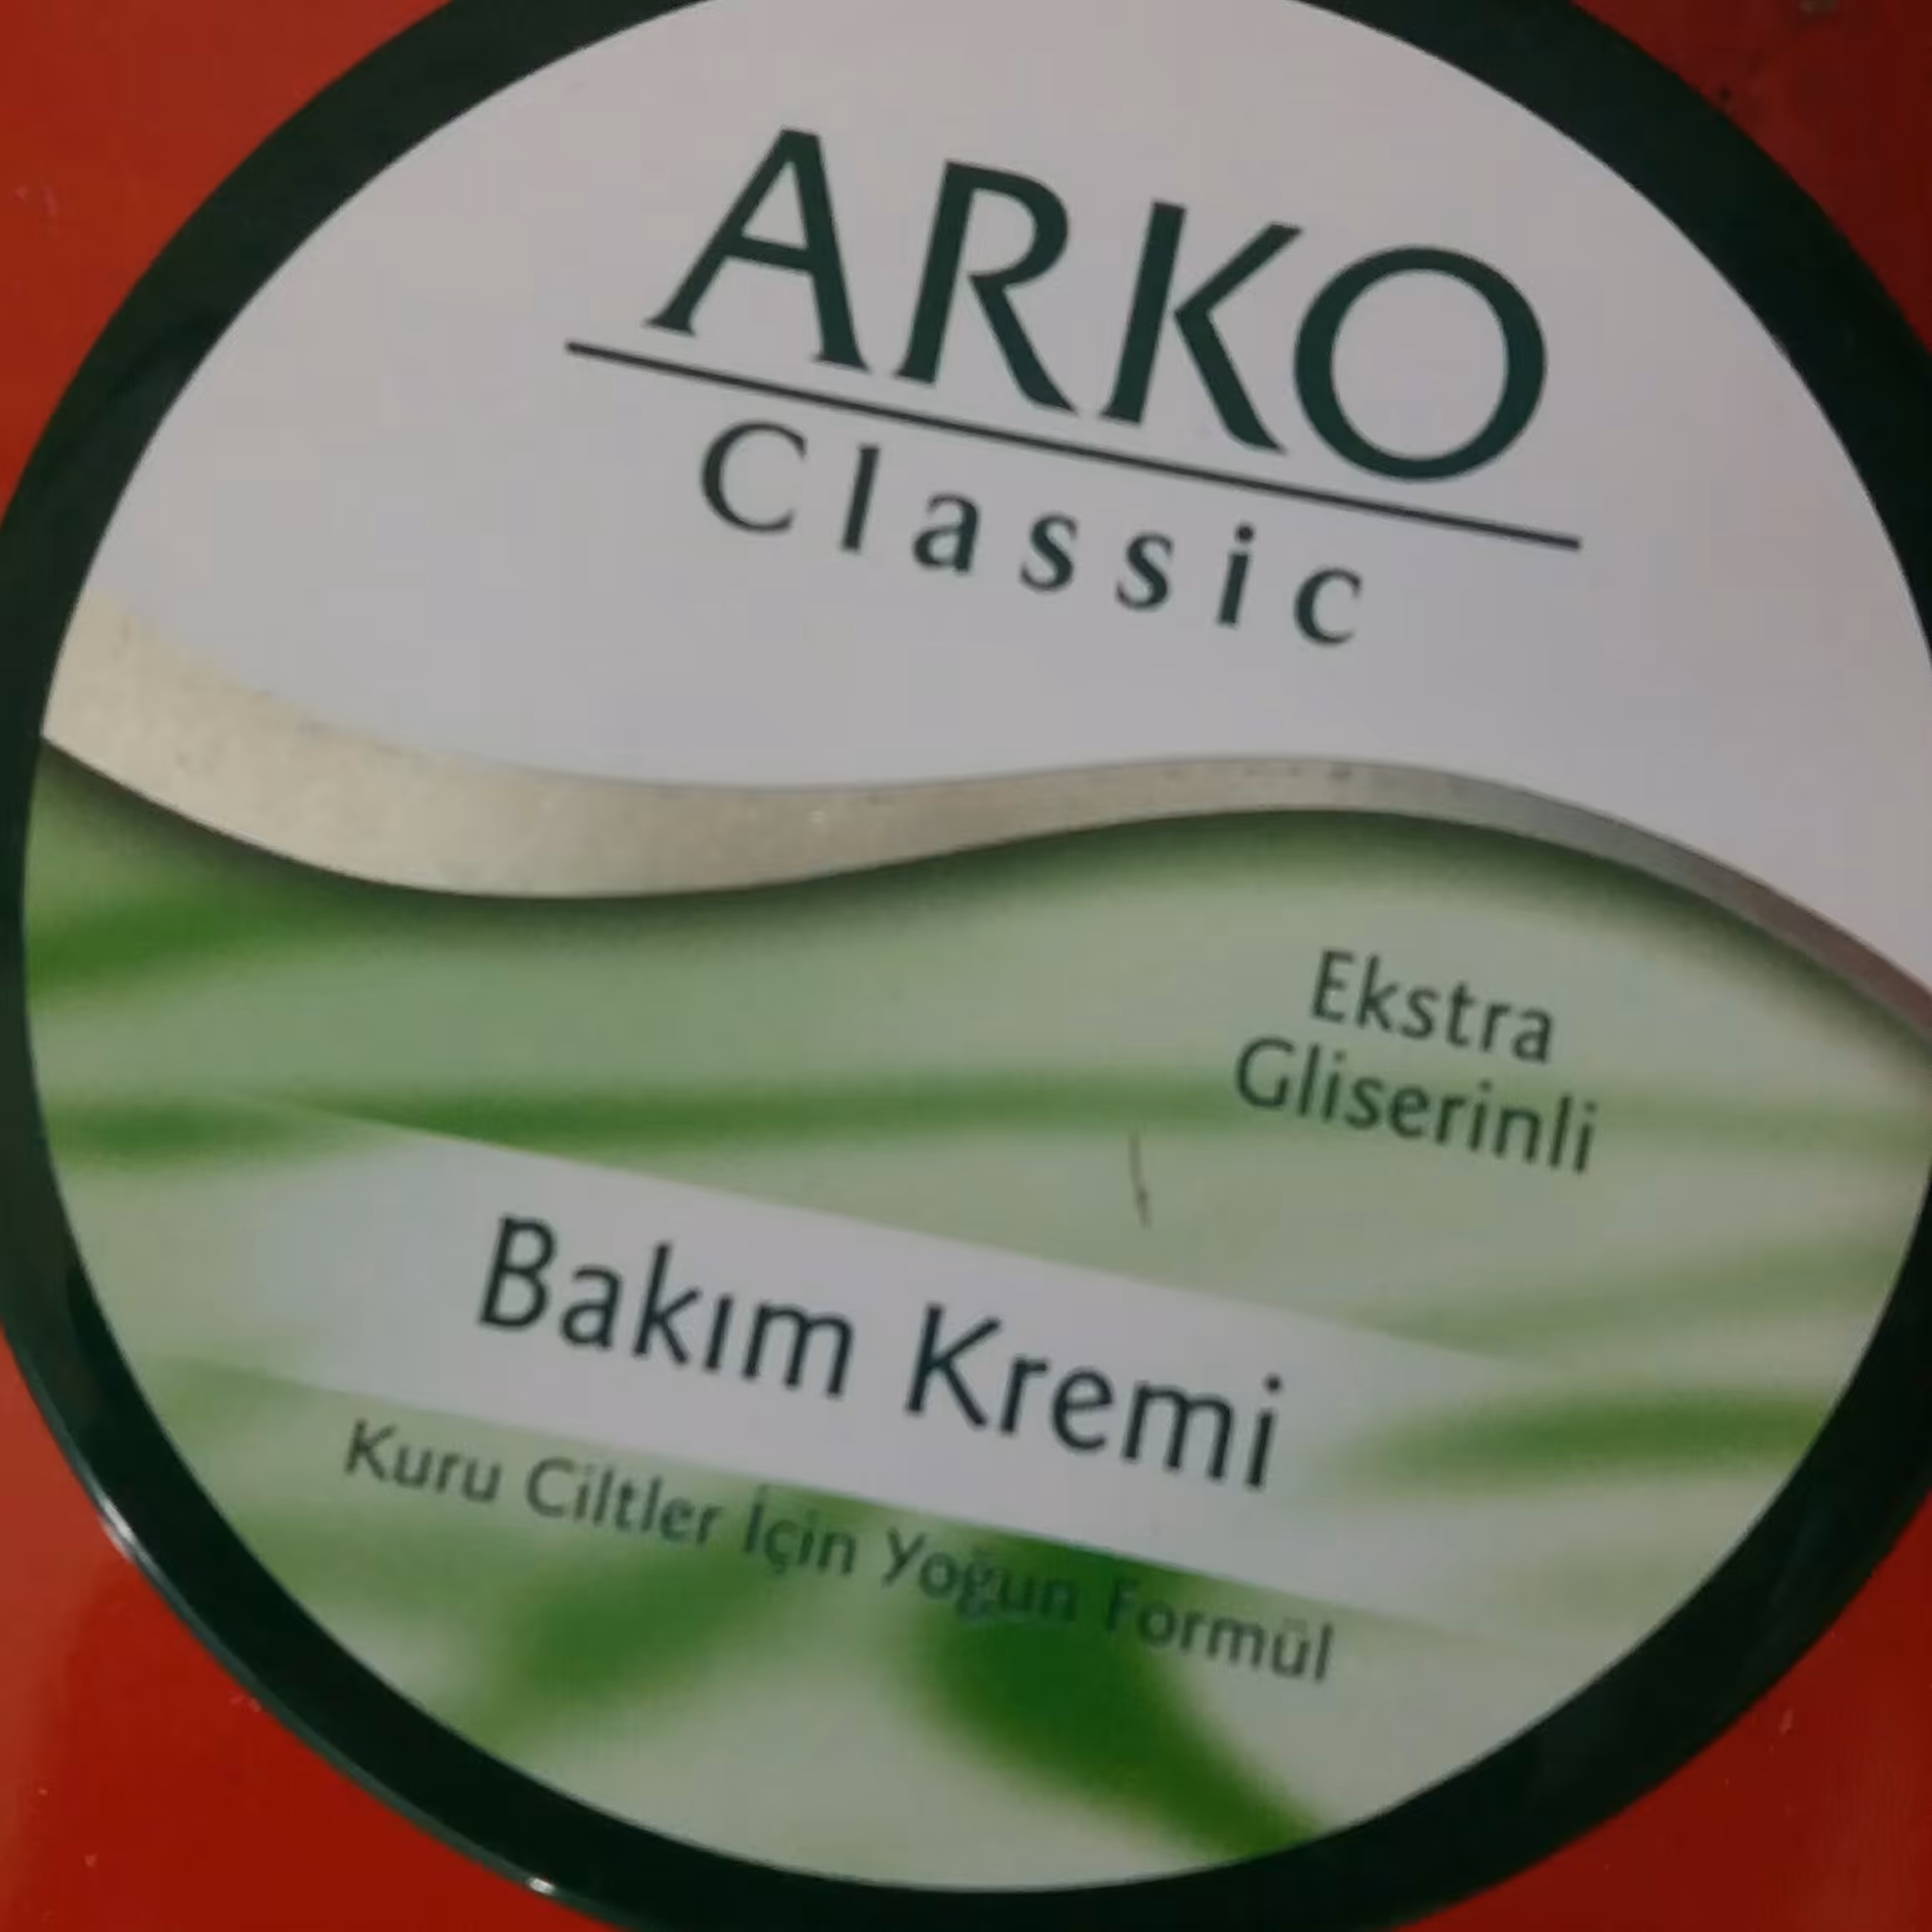 ARKO
Classic
Ekstra
Gliserinli
Bakım Kremi
Kuru Ciltler İçin Yoğun Formül